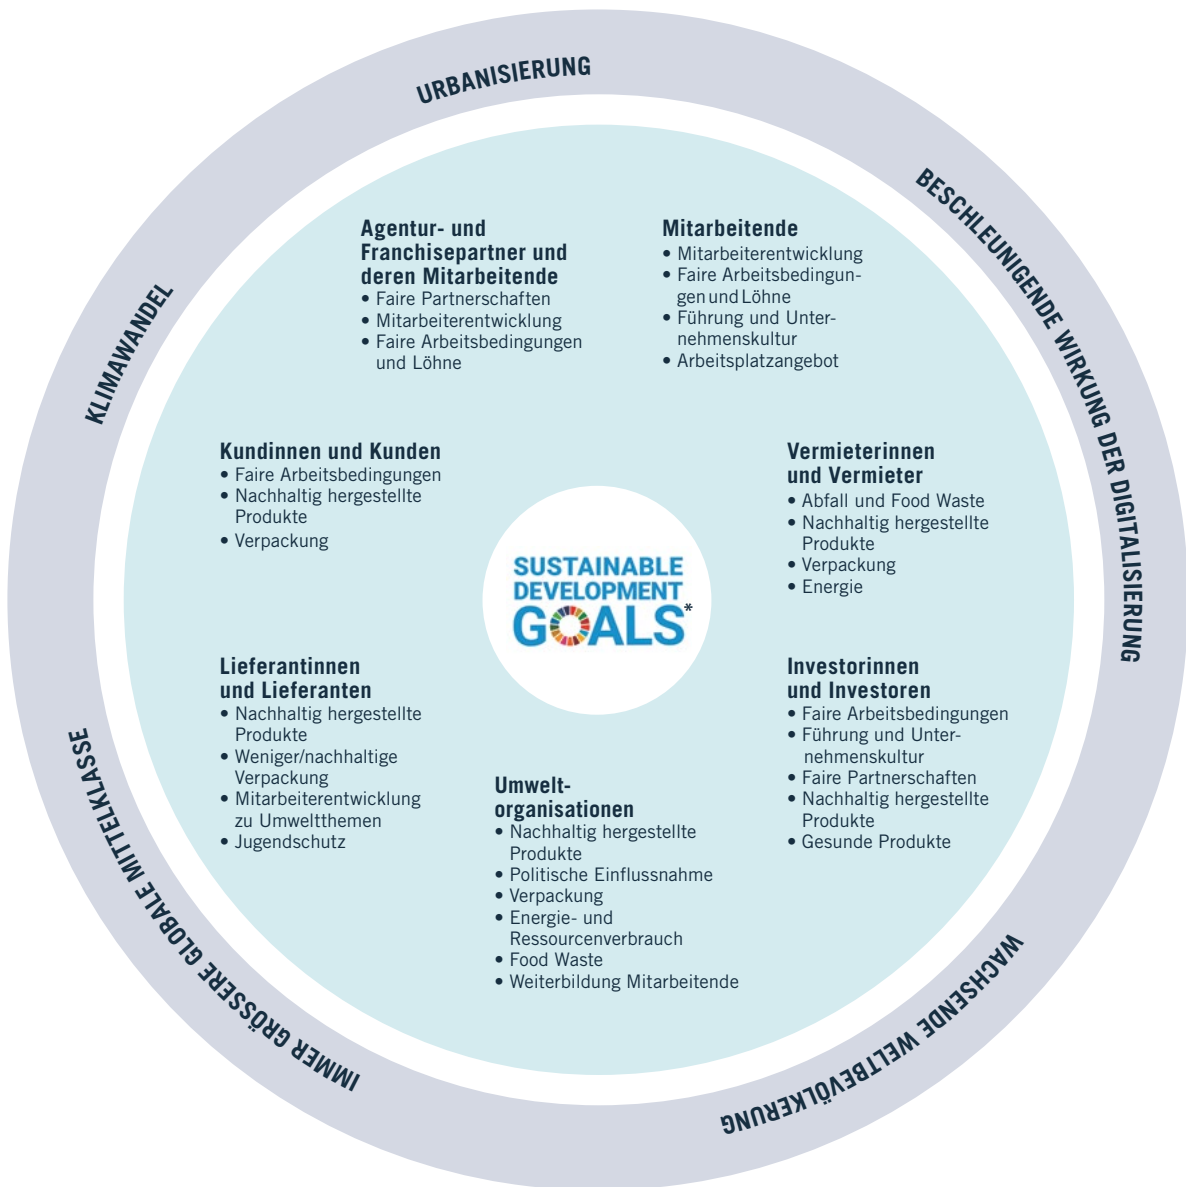 URBANISIERUNG
BESCHLEUNIGENDE WIRKUNG DER DIGITALISIERUNG
WACHSENDE WELTBEVÖLKERUNG
IMMER GRÖSSERE GLOBALE MITTELKLASSE
KLIMAWANDEL
Agentur- und
Franchisepartner und
deren Mitarbeitende
• Faire Partnerschaften
• Mitarbeiterentwicklung
• Faire Arbeitsbedingungen
und Löhne
Mitarbeitende
• Mitarbeiterentwicklung
• Faire Arbeitsbedingun-
gen und Löhne
• Führung und Unter-
nehmenskultur
• Arbeitsplatzangebot
Kundinnen und Kunden
• Faire Arbeitsbedingungen
• Nachhaltig hergestellte
Produkte
• Verpackung
Vermieterinnen
und Vermieter
• Abfall und Food Waste
• Nachhaltig hergestellte
Produkte
• Verpackung
• Energie
SUSTAINABLE
DEVELOPMENT
GOALS*
Lieferantinnen
und Lieferanten
• Nachhaltig hergestellte
Produkte
• Weniger/nachhaltige
Verpackung
• Mitarbeiterentwicklung
zu Umweltthemen
• Jugendschutz
Investorinnen
und Investoren
• Faire Arbeitsbedingungen
• Führung und Unter-
nehmenskultur
• Faire Partnerschaften
• Nachhaltig hergestellte
Produkte
• Gesunde Produkte
Umwelt-
organisationen
• Nachhaltig hergestellte
Produkte
• Politische Einflussnahme
• Verpackung
• Energie- und
Ressourcenverbrauch
• Food Waste
• Weiterbildung Mitarbeitende